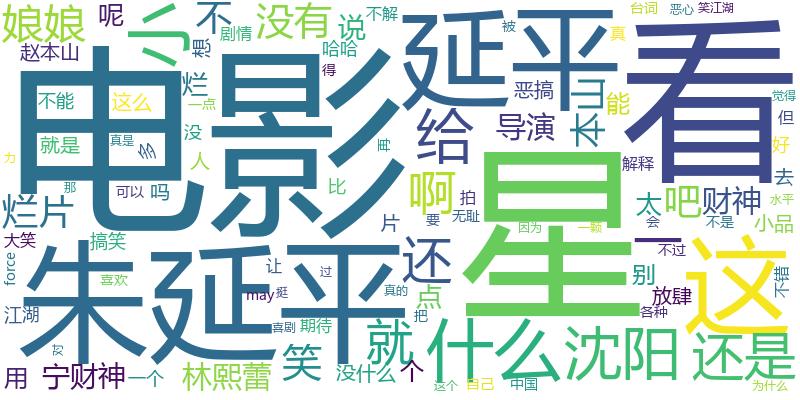 娘娘 呢 小 不 没有 说 不解 被 真 台词 恶心 笑江湖
赵本山 想 剧情 哈哈 得 延平 看
电影 烂 恶搞 能 本山 觉得
不能 这么 一点 给 导演 但
就是 没 真是 多 再 解释 好
力 那 可以 吗 人 比 啊 星 太 吧 财神 去
烂片 片 拍 无耻 会 不是 水平 小品
大笑 搞笑 朱延平 要 因为 一颗 一 不过 这
force 喜欢 让 过 还 别 不错
江湖 may 挺 真的 点 放肆
对 喜剧 期待 把 就 什么 沈阳 各种 还是
用 宁财神 一个 林熙蕾 笑 没什么 个 这个 自己 中国 为什么